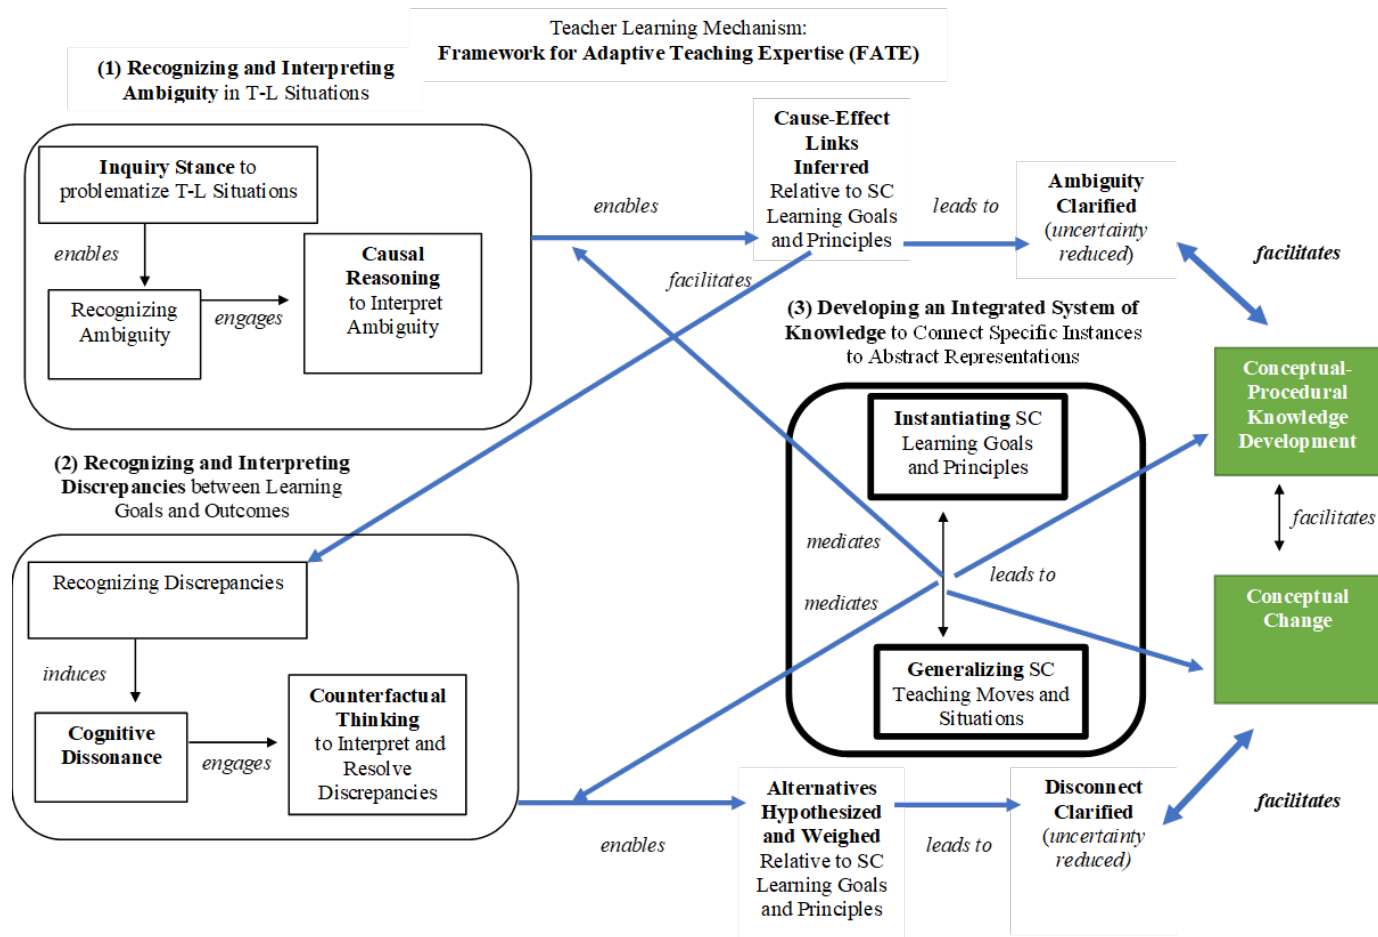 Teacher Learning Mechanism:
Framework for Adaptive Teaching Expertise (FATE)
(1) Recognizing and Interpreting
Ambiguity in T-L Situations
Inquiry Stance to
problematize T-L Situations
enables
Recognizing
Ambiguity
engages
Causal
Reasoning
to Interpret
Ambiguity
enables
Cause-Effect
Links
Inferred
Relative to SC
Learning Goals
and Principles
leads to
Ambiguity
Clarified
(uncertainty
reduced)
facilitates
facilitates
(3) Developing an Integrated System of
Knowledge to Connect Specific Instances
to Abstract Representations
Instantiating SC
Learning Goals
and Principles
mediates
mediates
leads to
Generalizing SC
Teaching Moves and
Situations
Conceptual-
Procedural
Knowledge
Development
facilitates
Conceptual
Change
(2) Recognizing and Interpreting
Discrepancies between Learning
Goals and Outcomes
Recognizing Discrepancies
induces
Cognitive
Dissonance
engages
Counterfactual
Thinking
to Interpret and
Resolve
Discrepancies
enables
Alternatives
Hypothesized
and Weighed
Relative to SC
Learning Goals
and Principles
leads to
Disconnect
Clarified
(uncertainty
reduced)
facilitates